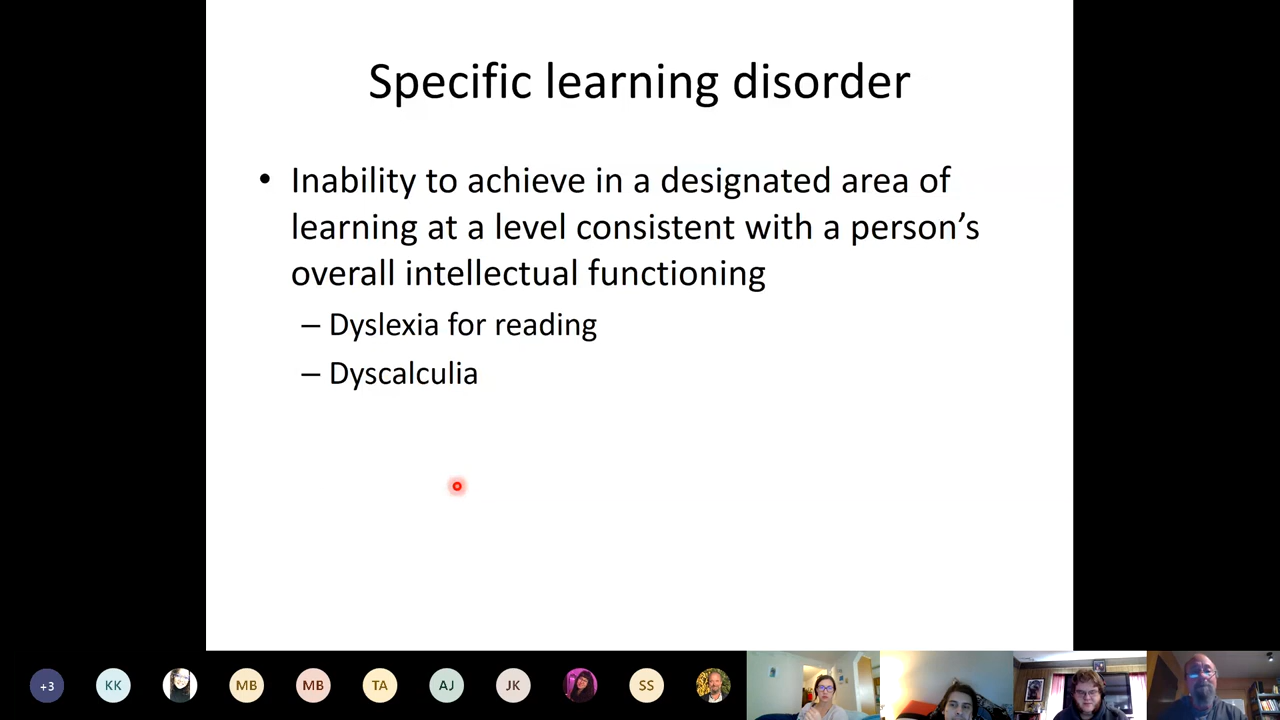 Specific learning disorder
• Inability to achieve in a designated area of
learning at a level consistent with a person’s
overall intellectual functioning
– Dyslexia for reading
– Dyscalculia
+3 KK MB MB TA AJ JK SS